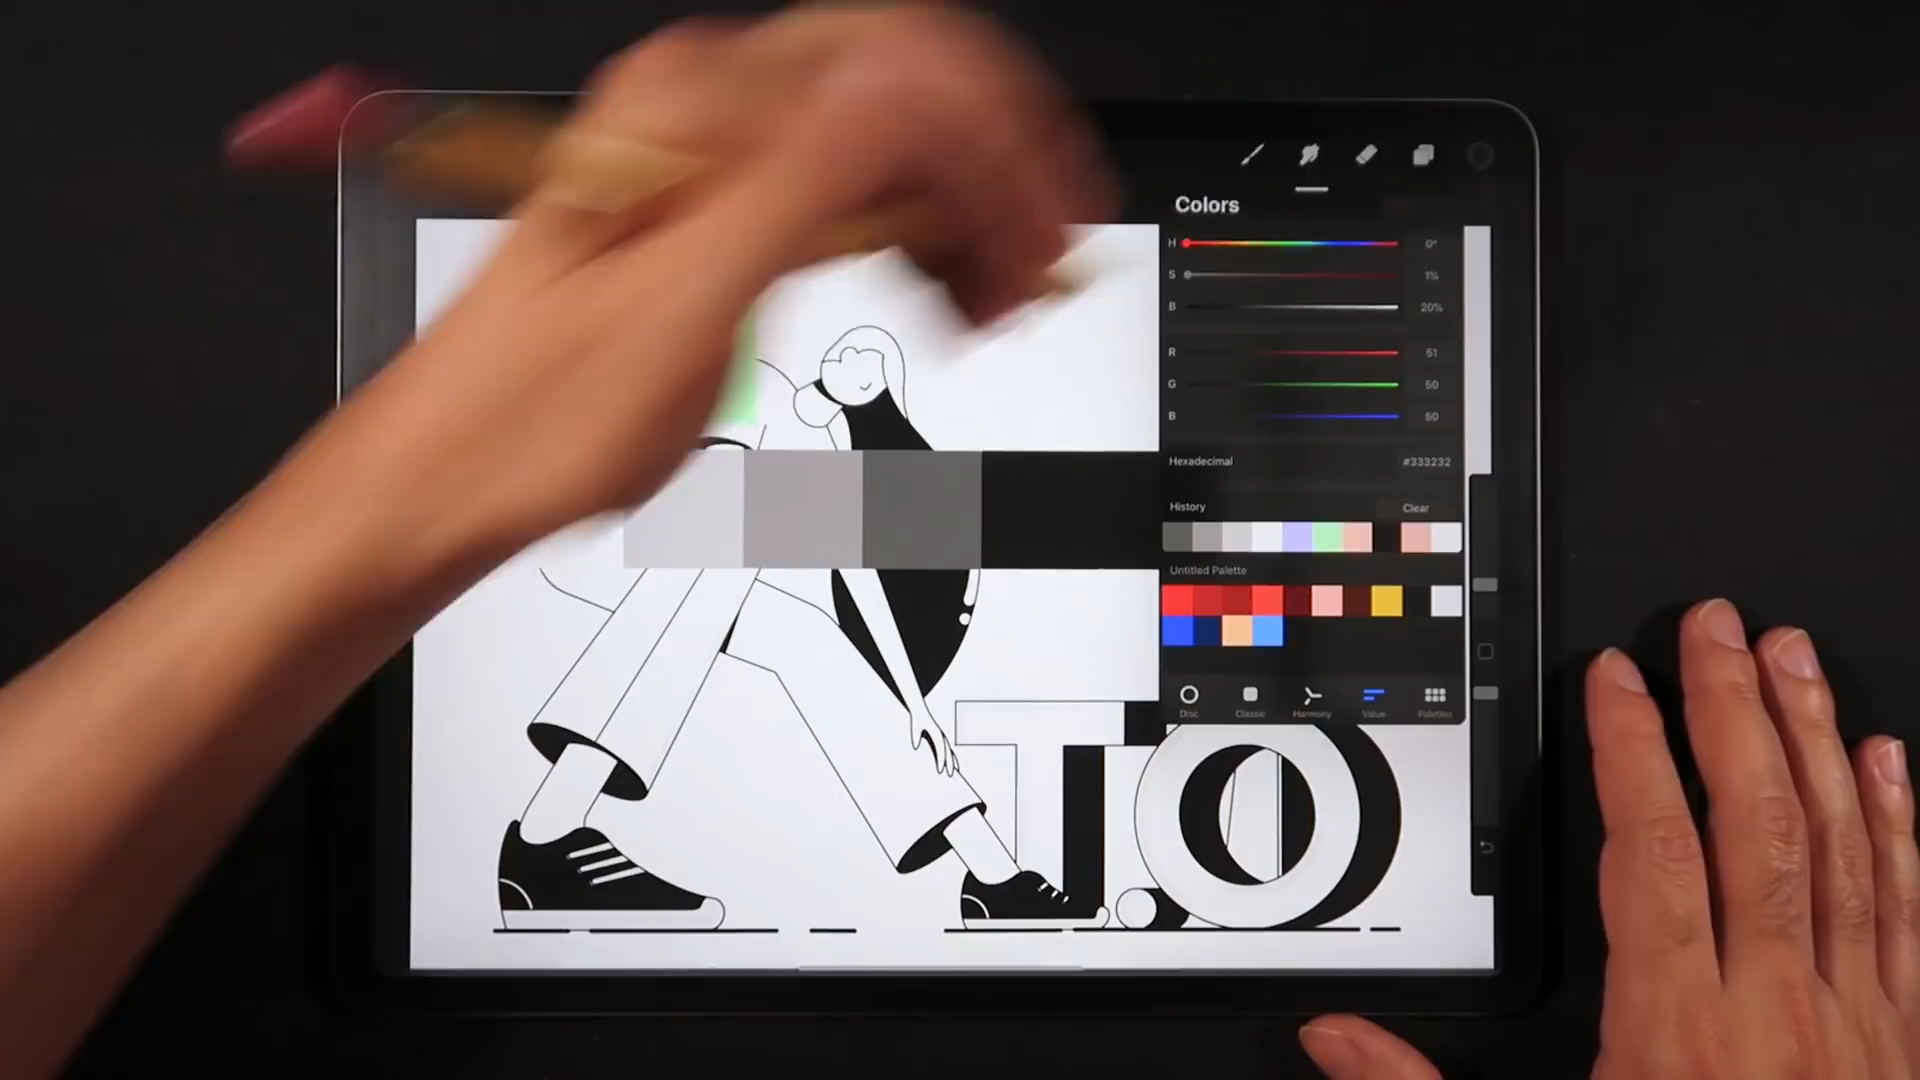 Colors
H 0°
S 1%
B 20%
R 51
G 50
B 50
Hexadecimal #333232
History Clear
Untitled Palette
Disc Classic Harmony Value Palettes
T.O